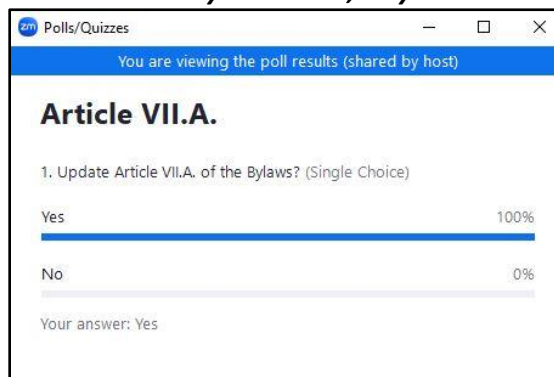 zm Polls/Quizzes
You are viewing the poll results (shared by host)
Article VII.A.
1. Update Article VII.A. of the Bylaws? (Single Choice)
Yes 100%
No 0%
Your answer: Yes